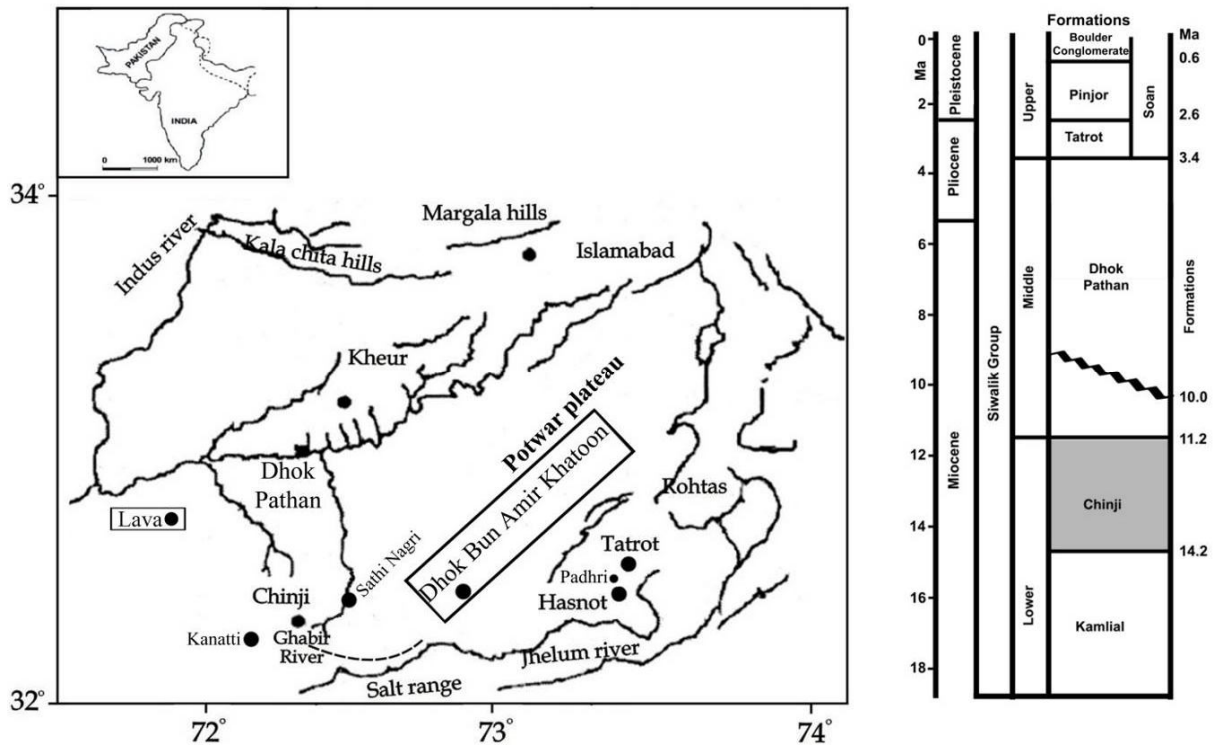 PAKISTAN
INDIA
0 1000 km
34°
32°
72°
73°
74°
Margala hills
Islamabad
Indus river
Kala chita hills
Kheur
Potwar plateau
Dhok
Pathan
Dhok Bun Amir Khatoon
Rohtas
Lava
Sathi Nagri
Tatrot
Padhri
Hasnot
Chinji
Kanatti
Ghabir
River
Jhelum river
Salt range
Formations
Ma
0
2
4
6
8
10
12
14
16
18
Pleistocene
Pliocene
Miocene
Siwalik Group
Upper
Middle
Lower
Boulder
Conglomerate
Pinjor
Tatrot
Soan
Dhok
Pathan
Chinji
Kamlial
Ma
0.6
2.6
3.4
Formations
10.0
11.2
14.2